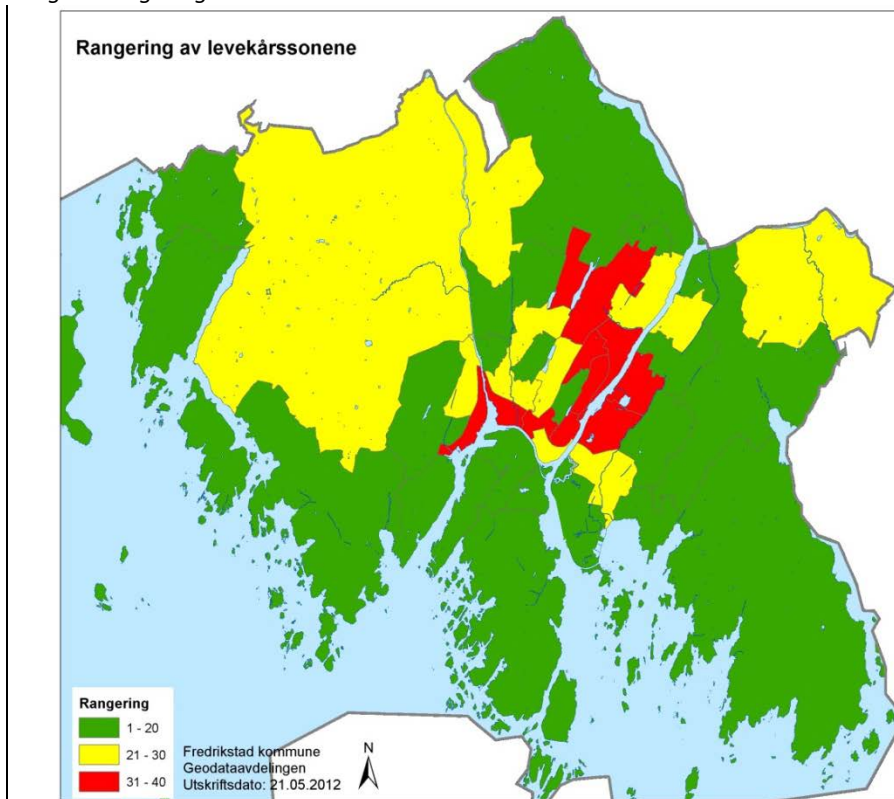 Rangering av levekårssonene
Rangering
1 - 20
21 - 30
31 - 40
Fredrikstad kommune
Geodataavdelingen
Utskriftsdato: 21.05.2012
N